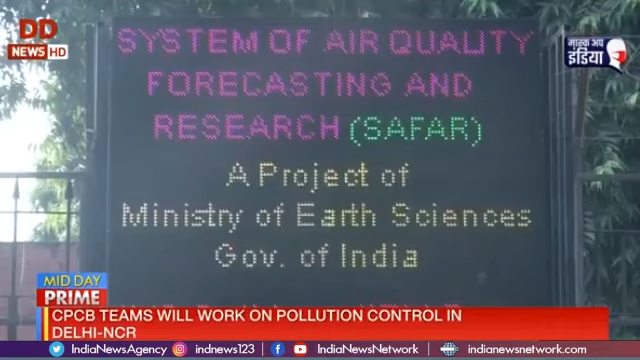 DD
NEWS HD
मास्क अप
इंडिया
SYSTEM OF AIR QUALITY
FORECASTING AND
RESEARCH (SAFAR)
A Project of
Ministry of Earth Sciences
Gov. of India
MID DAY
PRIME
CPCB TEAMS WILL WORK ON POLLUTION CONTROL IN
DELHI-NCR
IndiaNewsAgency | indnews123 | IndiaNewsNetwork | indianewsnetwork.com